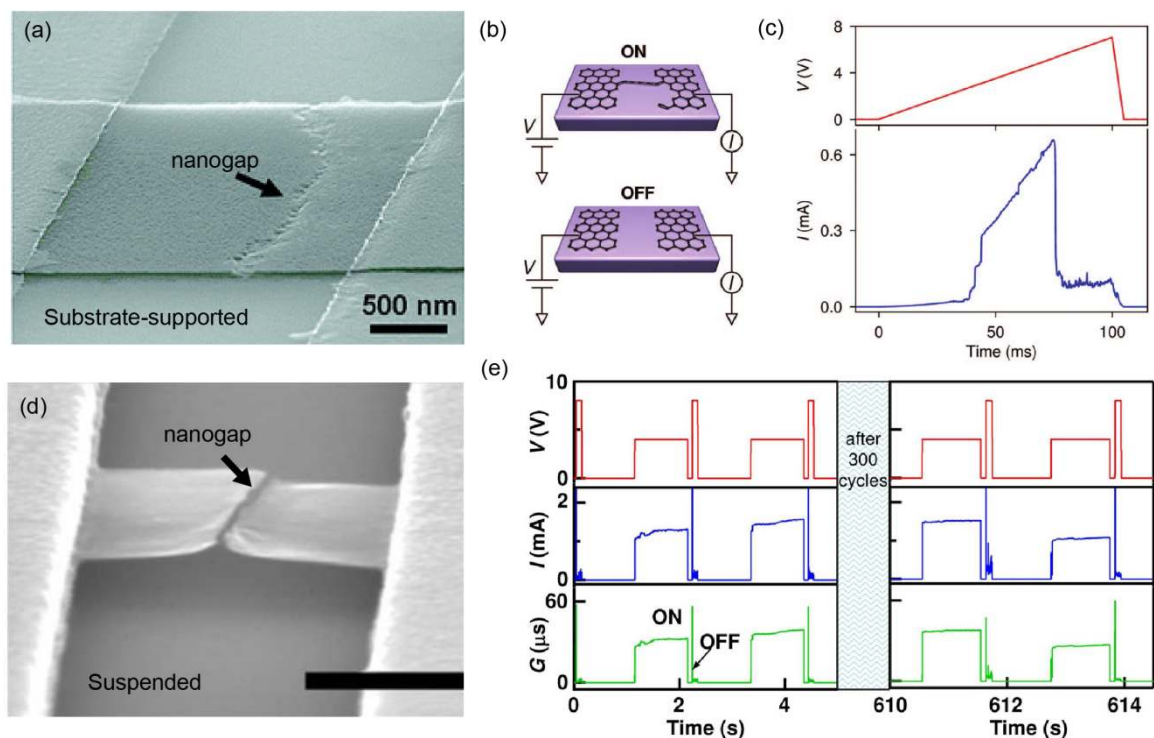 (a)
nanogap
Substrate-supported
500 nm
(b)
ON
V
I
OFF
V
I
(c)
8
4
0
V (V)
0.6
0.3
0.0
I (mA)
0
50
100
Time (ms)
(d)
nanogap
Suspended
(e)
10
0
V (V)
2
0
I (mA)
60
0
G (μs)
ON
OFF
0
2
4
Time (s)
after
300
cycles
610
612
614
Time (s)